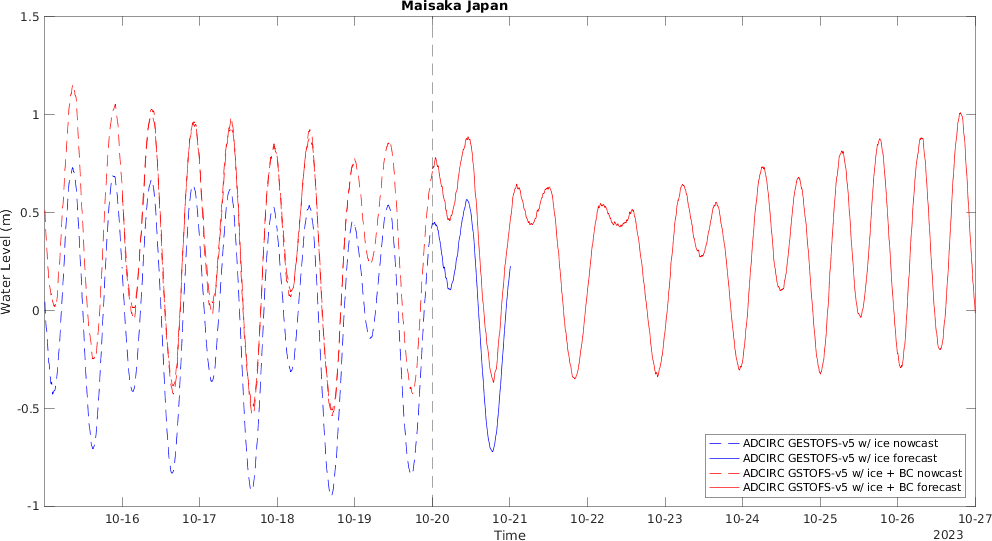 Maisaka Japan
1.5
1
0.5
0
-0.5
-1
Water Level (m)
ADCIRC GESTOFS-v5 w/ ice nowcast
ADCIRC GESTOFS-v5 w/ ice forecast
ADCIRC GSTOFS-v5 w/ ice + BC nowcast
ADCIRC GSTOFS-v5 w/ ice + BC forecast
10-16 10-17 10-18 10-19 10-20 10-21 10-22 10-23 10-24 10-25 10-26 10-27
Time 2023